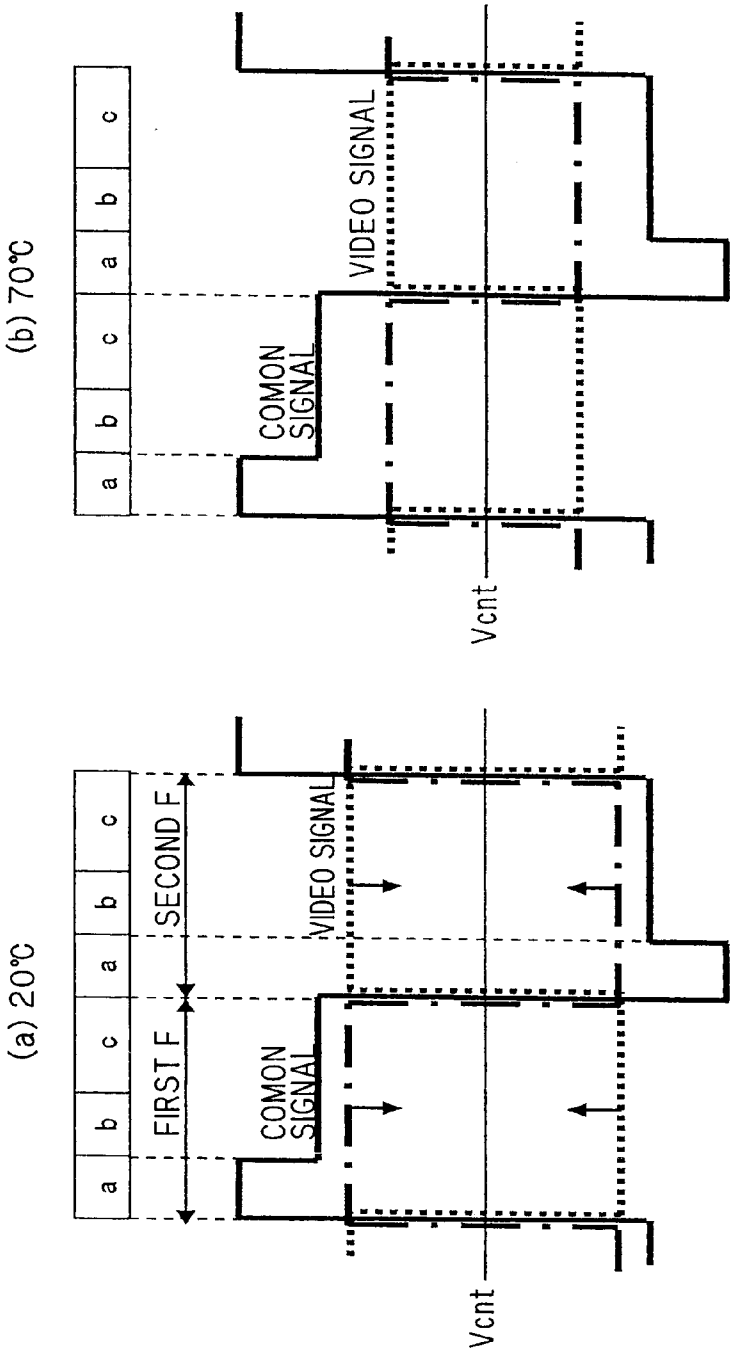 (a) 20℃
a b c a b c
FIRST F SECOND F
COMON
SIGNAL
VIDEO SIGNAL
Vcnt
(b) 70℃
a b c a b c
COMON
SIGNAL
VIDEO SIGNAL
Vcnt